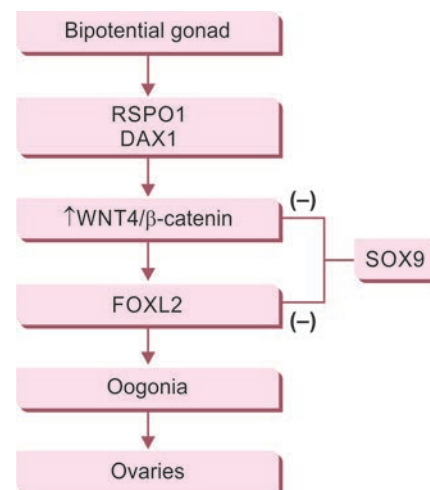 Bipotential gonad
RSPO1
DAX1
↑WNT4/β-catenin
(–)
SOX9
FOXL2
(–)
Oogonia
Ovaries